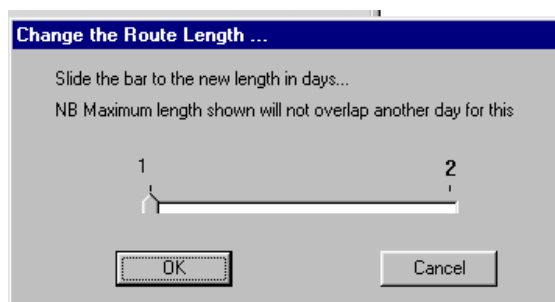 Change the Route Length ...
Slide the bar to the new length in days...
NB Maximum length shown will not overlap another day for this
1 2
OK Cancel